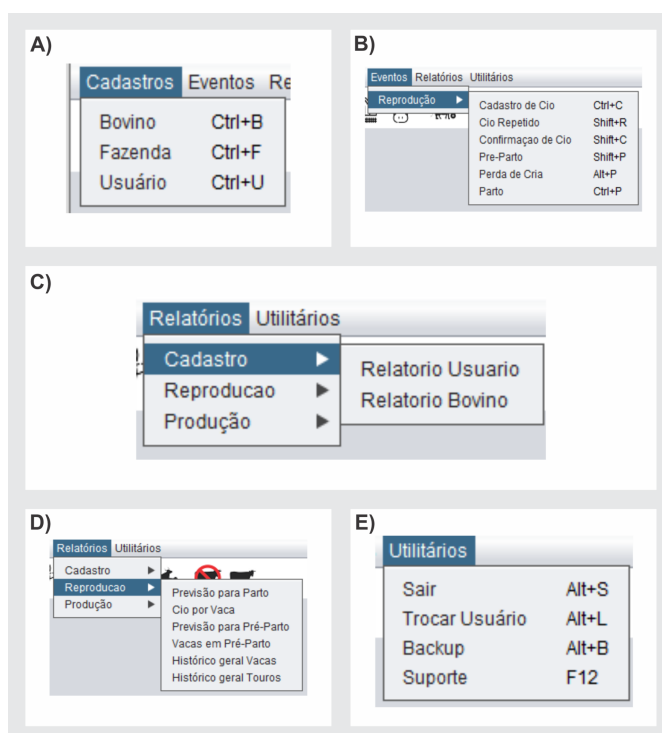 A)
Cadastros Eventos Re
Bovino Ctrl+B
Fazenda Ctrl+F
Usuário Ctrl+U
B)
Eventos Relatórios Utilitários
Reprodução
Cadastro de Cio Ctrl+C
Cio Repetido Shift+R
Confirmaçao de Cio Shift+C
Pre-Parto Shift+P
Perda de Cria Alt+P
Parto Ctrl+P
C)
Relatórios Utilitários
Cadastro
Reproducao
Produção
Relatorio Usuario
Relatorio Bovino
D)
Relatórios Utilitários
Cadastro
Reproducao
Produção
Previsão para Parto
Cio por Vaca
Previsão para Pré-Parto
Vacas em Pré-Parto
Histórico geral Vacas
Histórico geral Touros
E)
Utilitários
Sair Alt+S
Trocar Usuário Alt+L
Backup Alt+B
Suporte F12